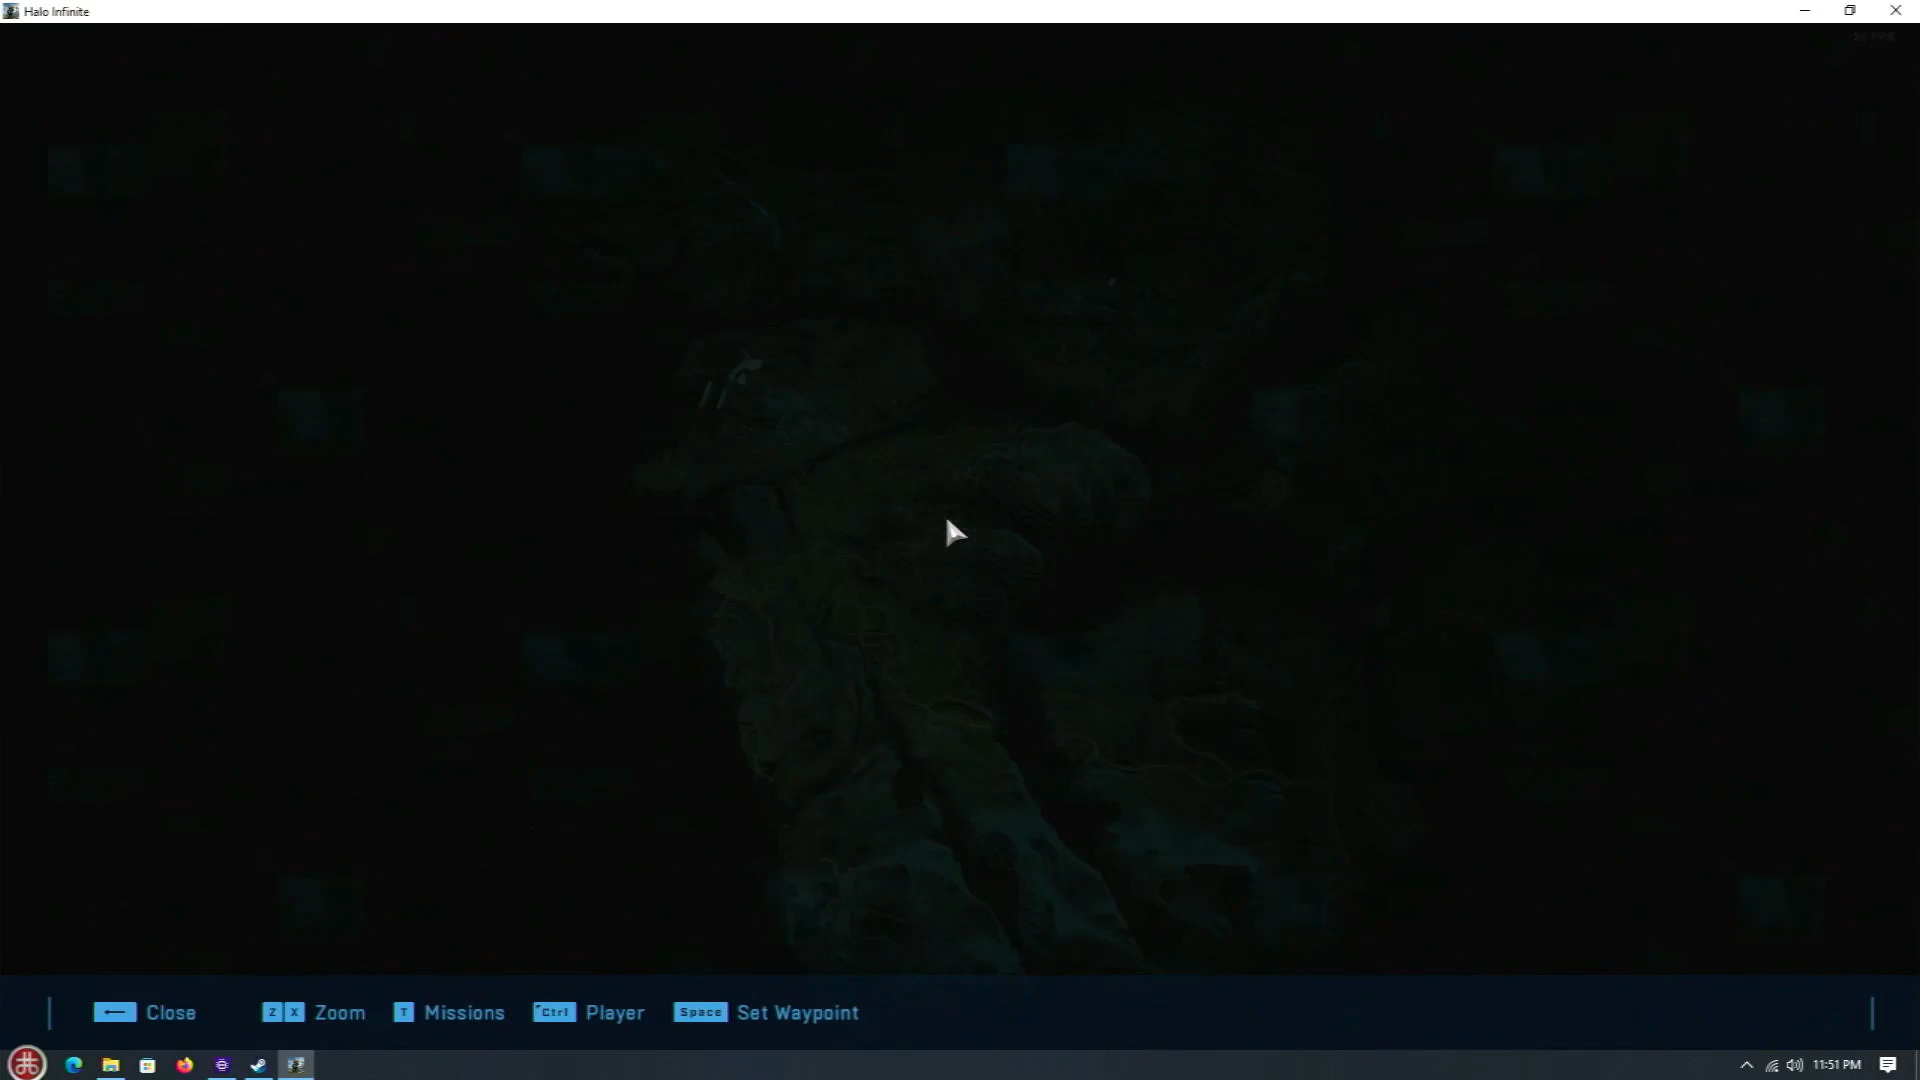 Halo Infinite
Close Z X Zoom T Missions Ctrl Player Space Set Waypoint
11:51 PM